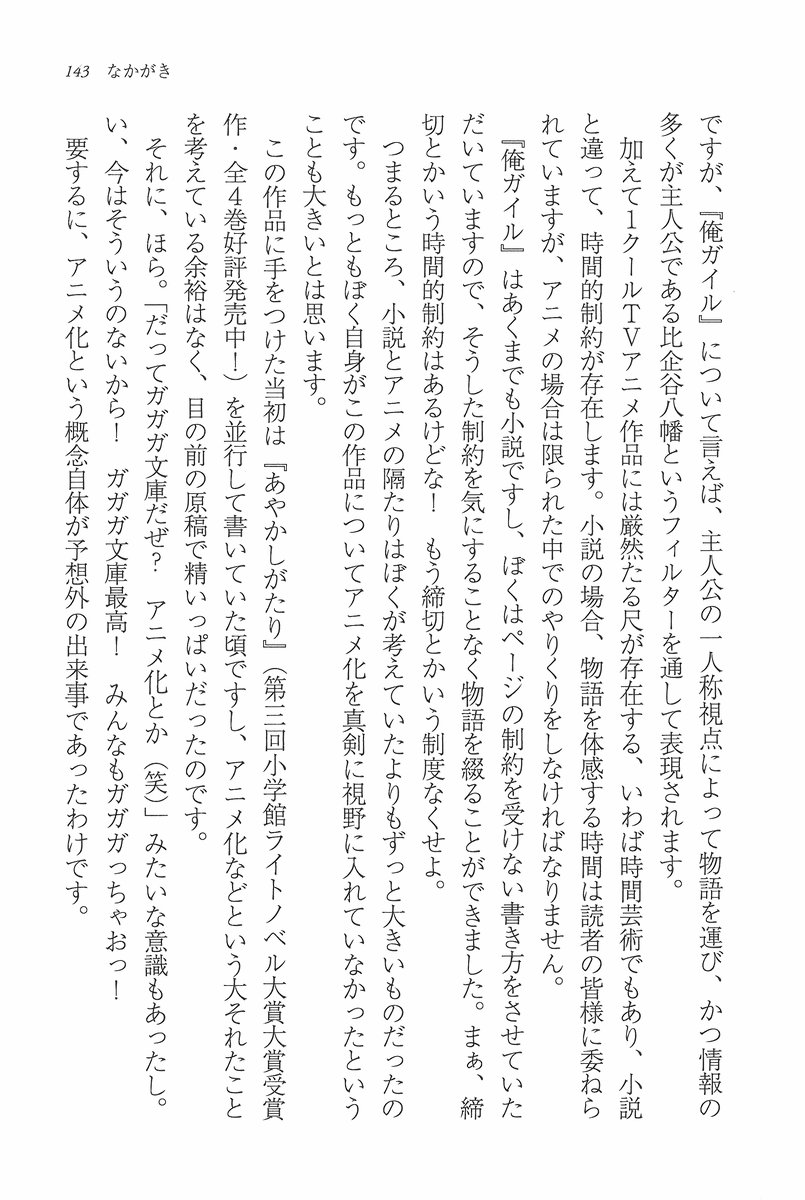 143 なかがき
ですが、『俺ガイル』について言えば、主人公の一人称視点によって物語を運び、かつ情報の
多くが主人公である比企谷八幡というフィルターを通して表現されます。
加えて1クールTVアニメ作品には厳然たる尺が存在する、いわば時間芸術でもあり、小説
と違って、時間的制約が存在します。小説の場合、物語を体感する時間は読者の皆様に委ねら
れていますが、アニメの場合は限られた中でのやりくりをしなければなりません。
『俺ガイル』はあくまでも小説ですし、ぼくはページの制約を受けない書き方をさせていた
だいていますので、そうした制約を気にすることなく物語を綴ることができました。まぁ、締
切とかいう時間的制約はあるけどな! もう締切とかいう制度なくせよ。
つまるところ、小説とアニメの隔たりはぼくが考えていたよりもずっと大きいものだったの
です。もっともぼく自身がこの作品についてアニメ化を真剣に視野に入れていなかったという
ことも大きいとは思います。
この作品に手をつけた当初は『あやかしがたり』(第三回小学館ライトノベル大賞大賞受賞
作・全4巻好評発売中!)を並行して書いていた頃ですし、アニメ化などという大それたこと
を考えている余裕はなく、目の前の原稿で精いっぱいだったのです。
それに、ほら。「だってガガガ文庫だぜ? アニメ化とか(笑)」みたいな意識もあったし。
い、今はそういうのないから! ガガガ文庫最高! みんなもガガガっちゃおっ!
要するに、アニメ化という概念自体が予想外の出来事であったわけです。